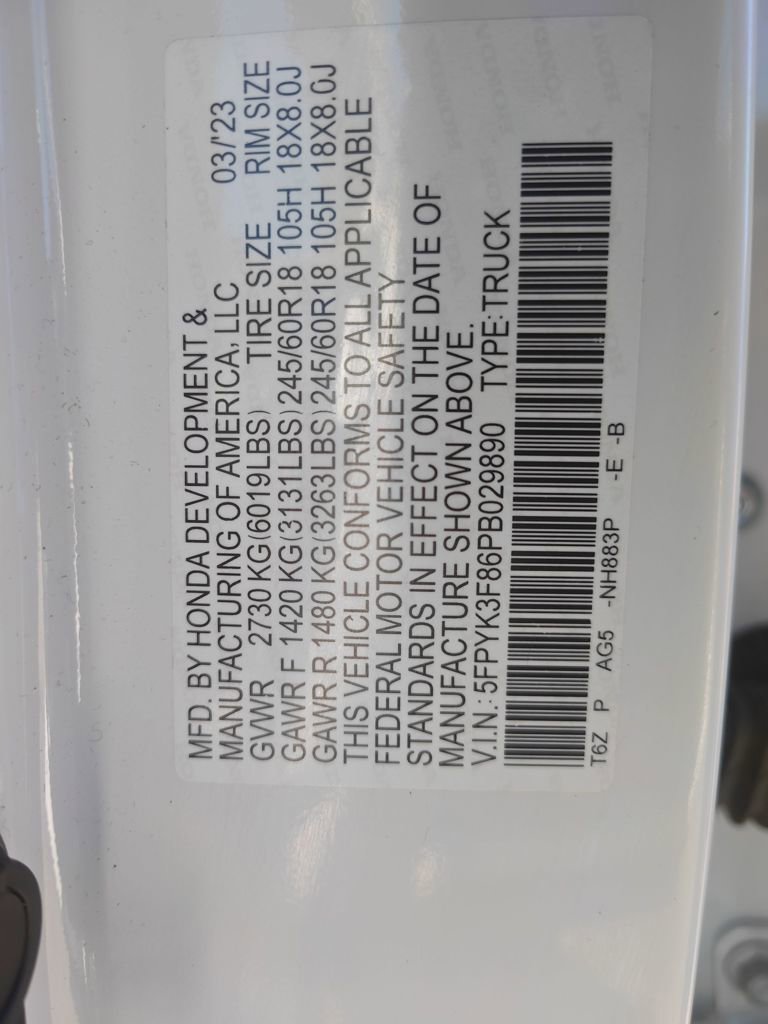 MFD. BY HONDA DEVELOPMENT &
MANUFACTURING OF AMERICA, LLC 03/'23
GVWR 2730 KG(6019LBS) TIRE SIZE RIM SIZE
GAWR F 1420 KG(3131LBS) 245/60R18 105H 18X8.0J
GAWR R 1480 KG(3263LBS) 245/60R18 105H 18X8.0J
THIS VEHICLE CONFORMS TO ALL APPLICABLE
FEDERAL MOTOR VEHICLE SAFETY
STANDARDS IN EFFECT ON THE DATE OF
MANUFACTURE SHOWN ABOVE.
V.I.N.: 5FPYK3F86PB029890 TYPE:TRUCK
T6Z P AG5 -NH883P -E -B
HONDA